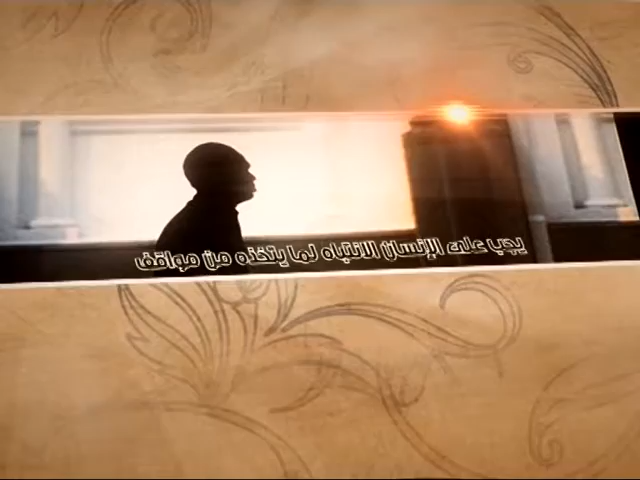 يجب على الإنسان الانتباه لما يتخذه من مواقف